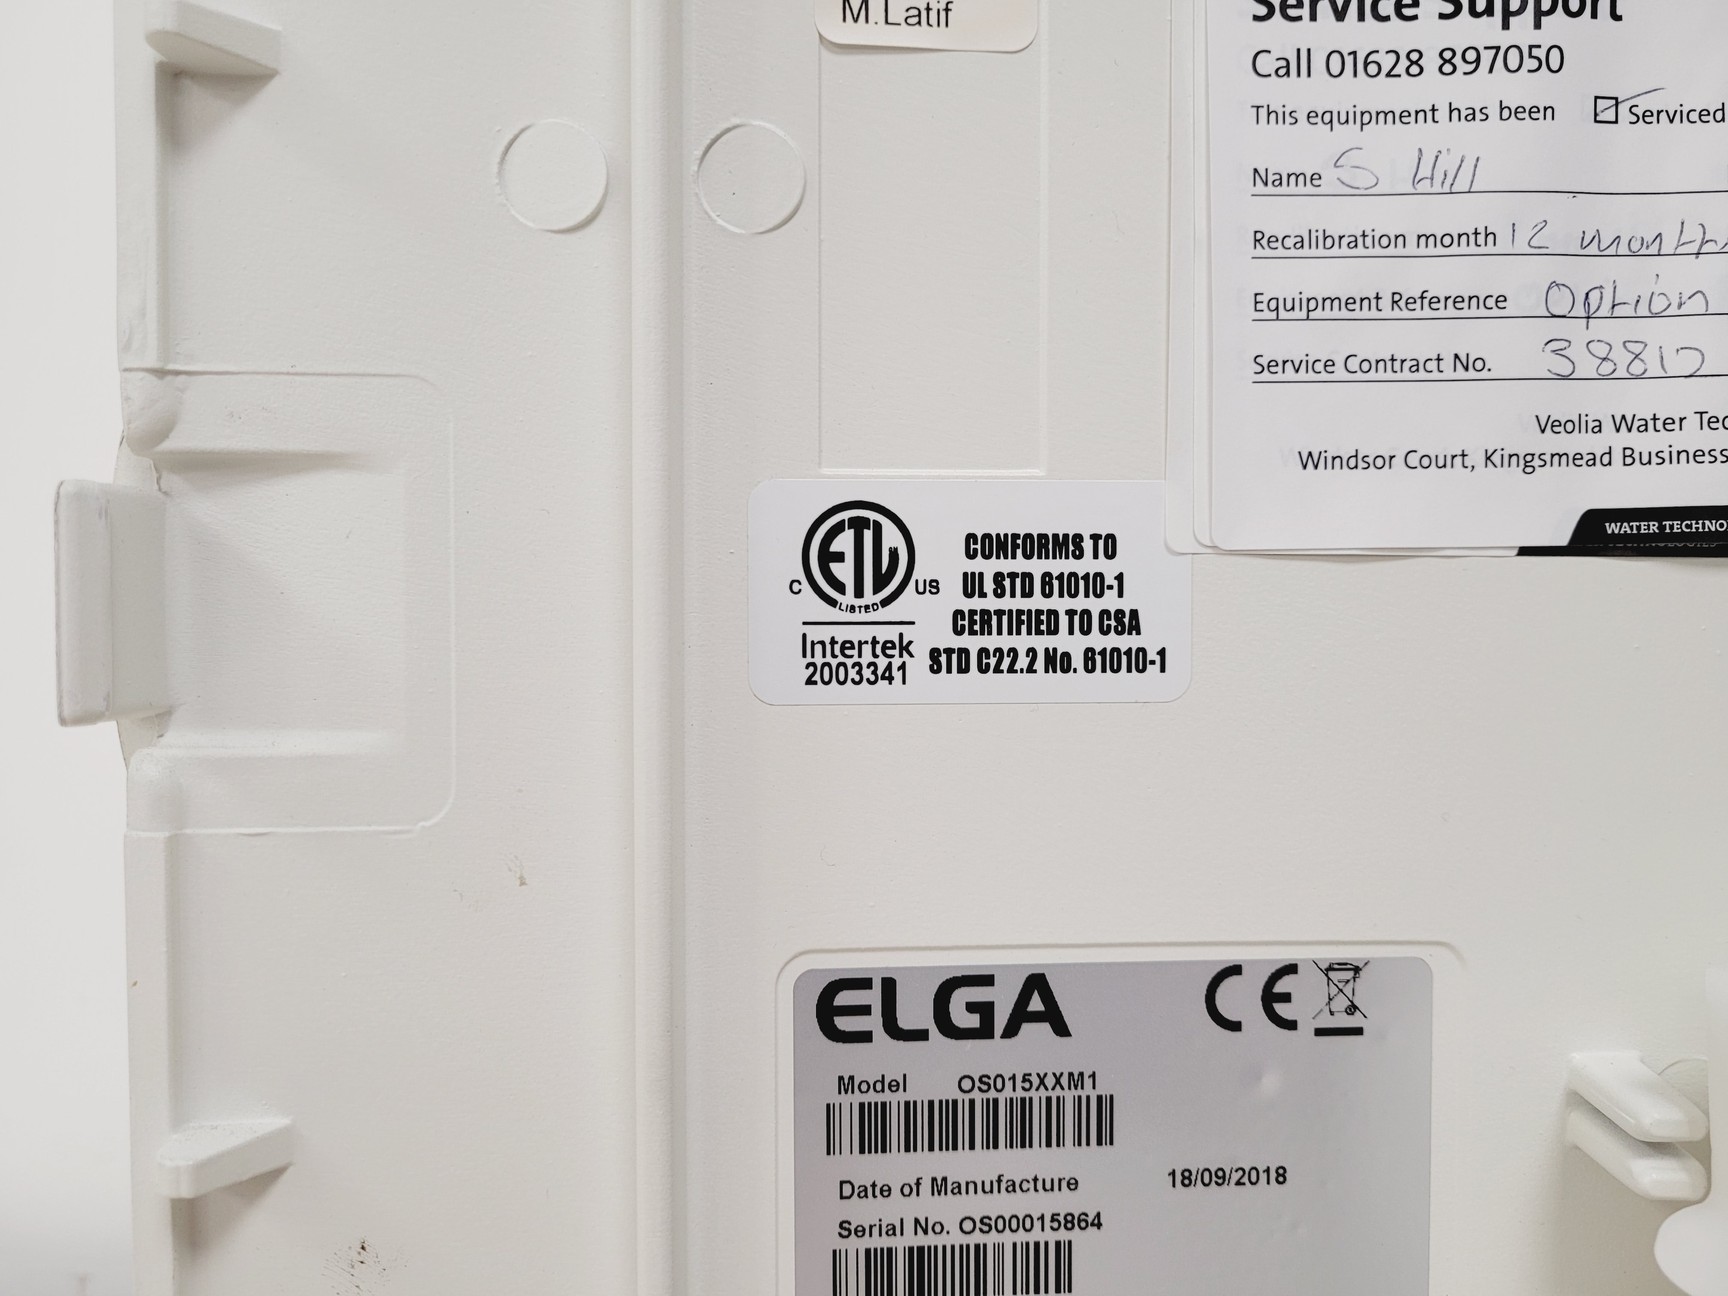 M.Latif
Service Support
Call 01628 897050
This equipment has been Serviced
Name S Hill
Recalibration month 12 months
Equipment Reference Option
Service Contract No.
Veolia Water Tec
Windsor Court, Kingsmead Business
WATER TECHNO
ETL
LISTED
C US
Intertek
2003341
CONFORMS TO
UL STD 61010-1
CERTIFIED TO CSA
STD C22.2 No. 61010-1
ELGA CE
Model OS015XXM1
Date of Manufacture 18/09/2018
Serial No. OS00015864